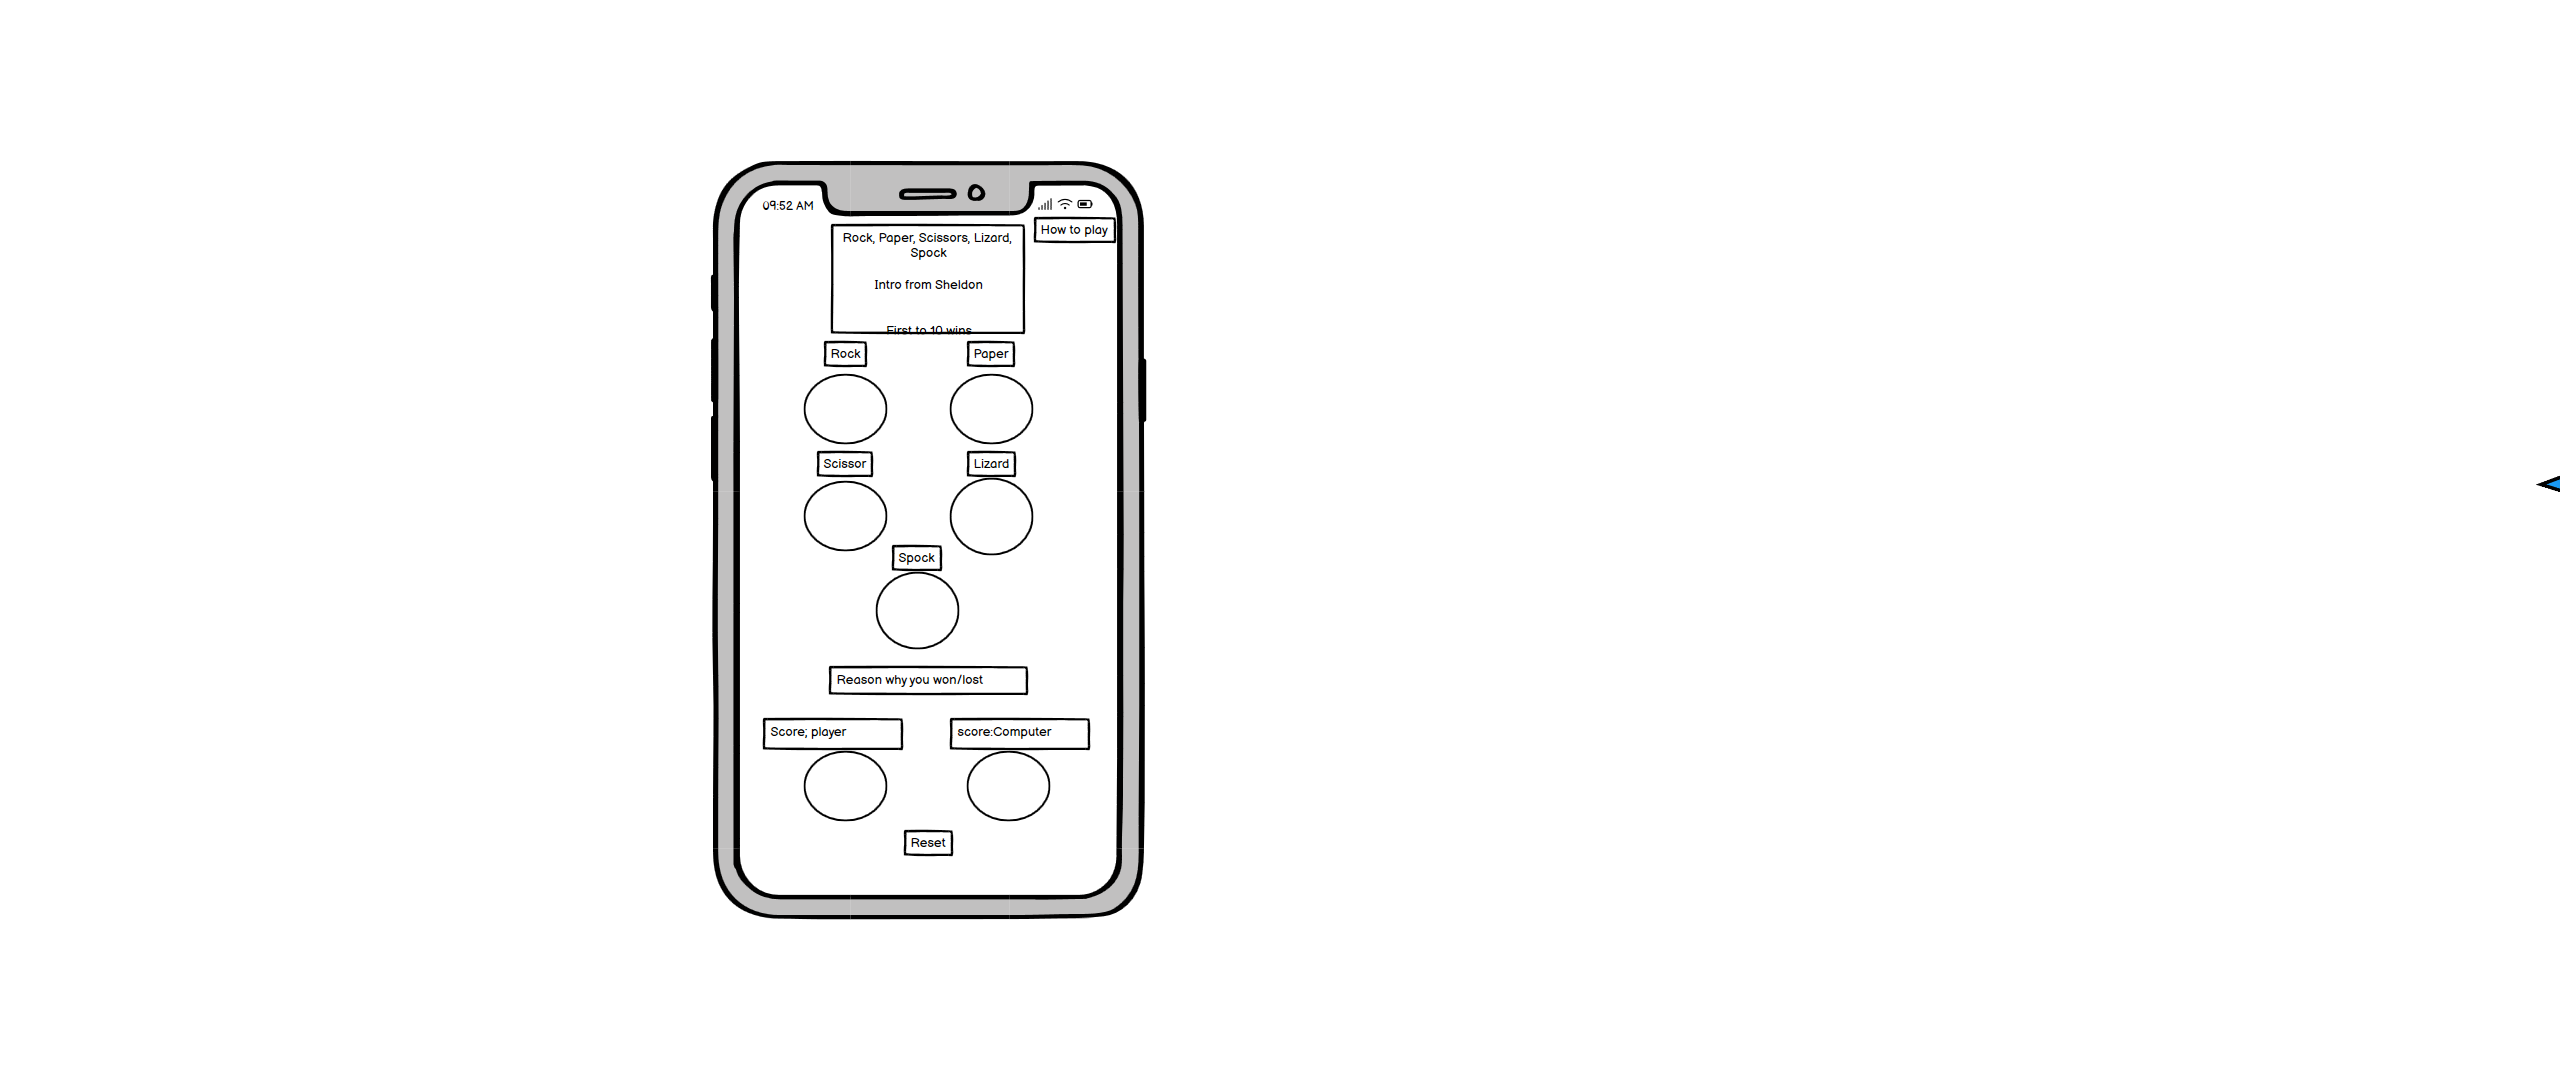 09:52 AM
How to play
Rock, Paper, Scissors, Lizard,
Spock
Intro from Sheldon
First to 10 wins
Rock
Paper
Scissor
Lizard
Spock
Reason why you won/lost
Score; player
score:Computer
Reset